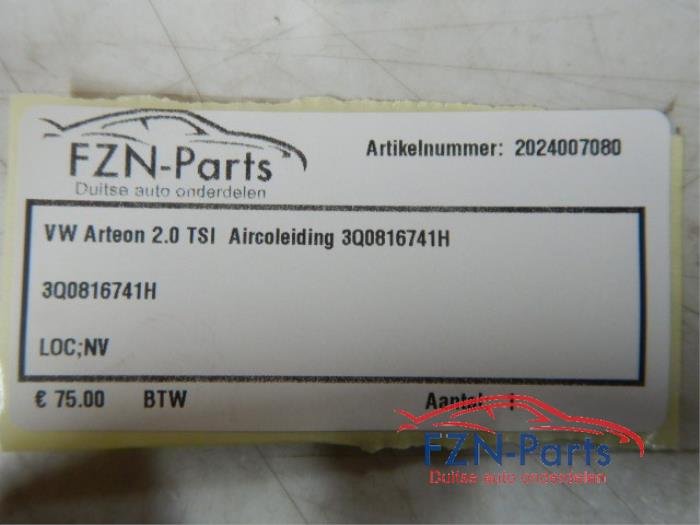 FZN-Parts
Duitse auto onderdelen
Artikelnummer: 2024007080
VW Arteon 2.0 TSI Aircoleiding 3Q0816741H
3Q0816741H
LOC;NV
€ 75.00 BTW Aantal
FZN-Parts
Duitse auto onderdelen